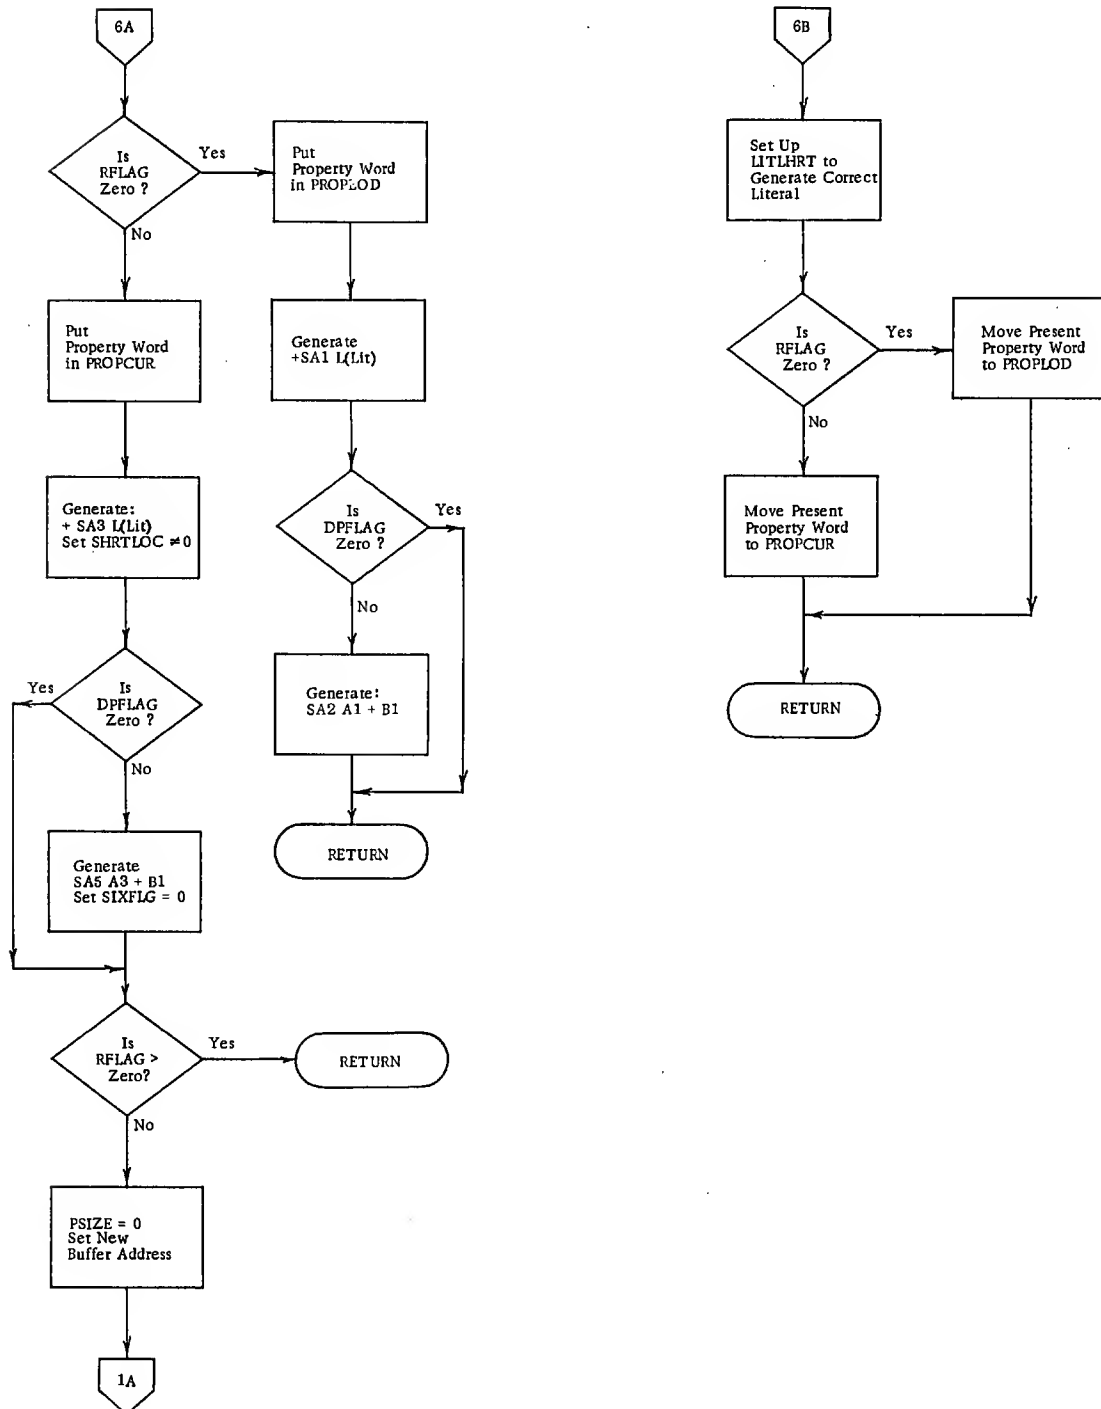 6A
Is
RFLAG
Zero ?
Yes
No
Put
Property Word
in PROPLOD
Put
Property Word
in PROPCUR
Generate
+SA1 L(Lit)
Generate:
+ SA3 L(Lit)
Set SHRTLOC ≠0
Is
DPFLAG
Zero ?
Yes
No
Generate:
SA2 A1 + B1
RETURN
Is
DPFLAG
Zero ?
Yes
No
Generate
SA5 A3 + B1
Set SIXFLG = 0
Is
RFLAG >
Zero?
Yes
RETURN
No
PSIZE = 0
Set New
Buffer Address
1A
6B
Set Up
LITLHRT to
Generate Correct
Literal
Is
RFLAG
Zero ?
Yes
Move Present
Property Word
to PROPLOD
No
Move Present
Property Word
to PROPCUR
RETURN